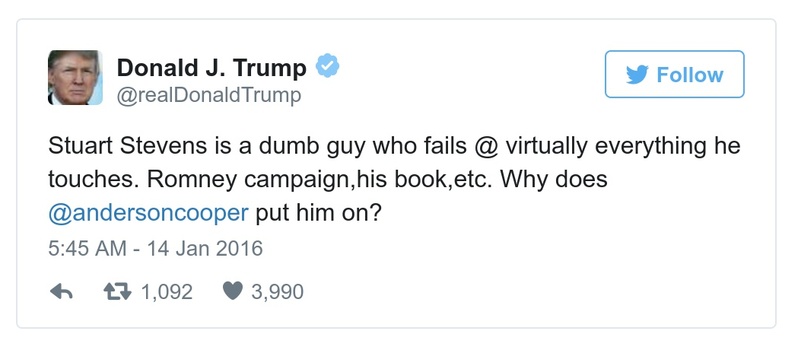 Donald J. Trump
@realDonaldTrump
Follow
Stuart Stevens is a dumb guy who fails @ virtually everything he
touches. Romney campaign,his book,etc. Why does
@andersoncooper put him on?
5:45 AM - 14 Jan 2016
1,092 3,990